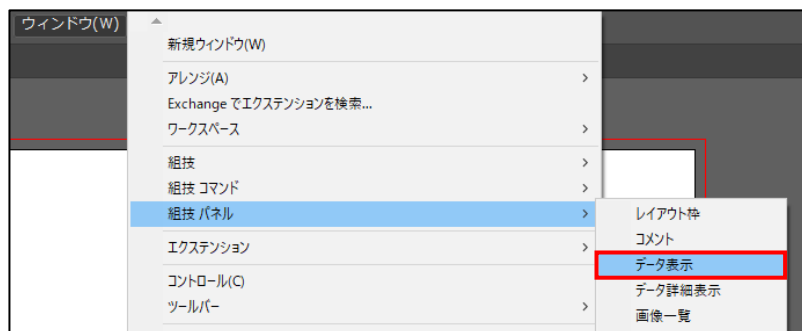 ウィンドウ(W)
新規ウィンドウ(W)
アレンジ(A)
Exchange でエクステンションを検索...
ワークスペース
組技
組技 コマンド
組技 パネル
エクステンション
コントロール(C)
ツールバー
レイアウト枠
コメント
データ表示
データ詳細表示
画像一覧